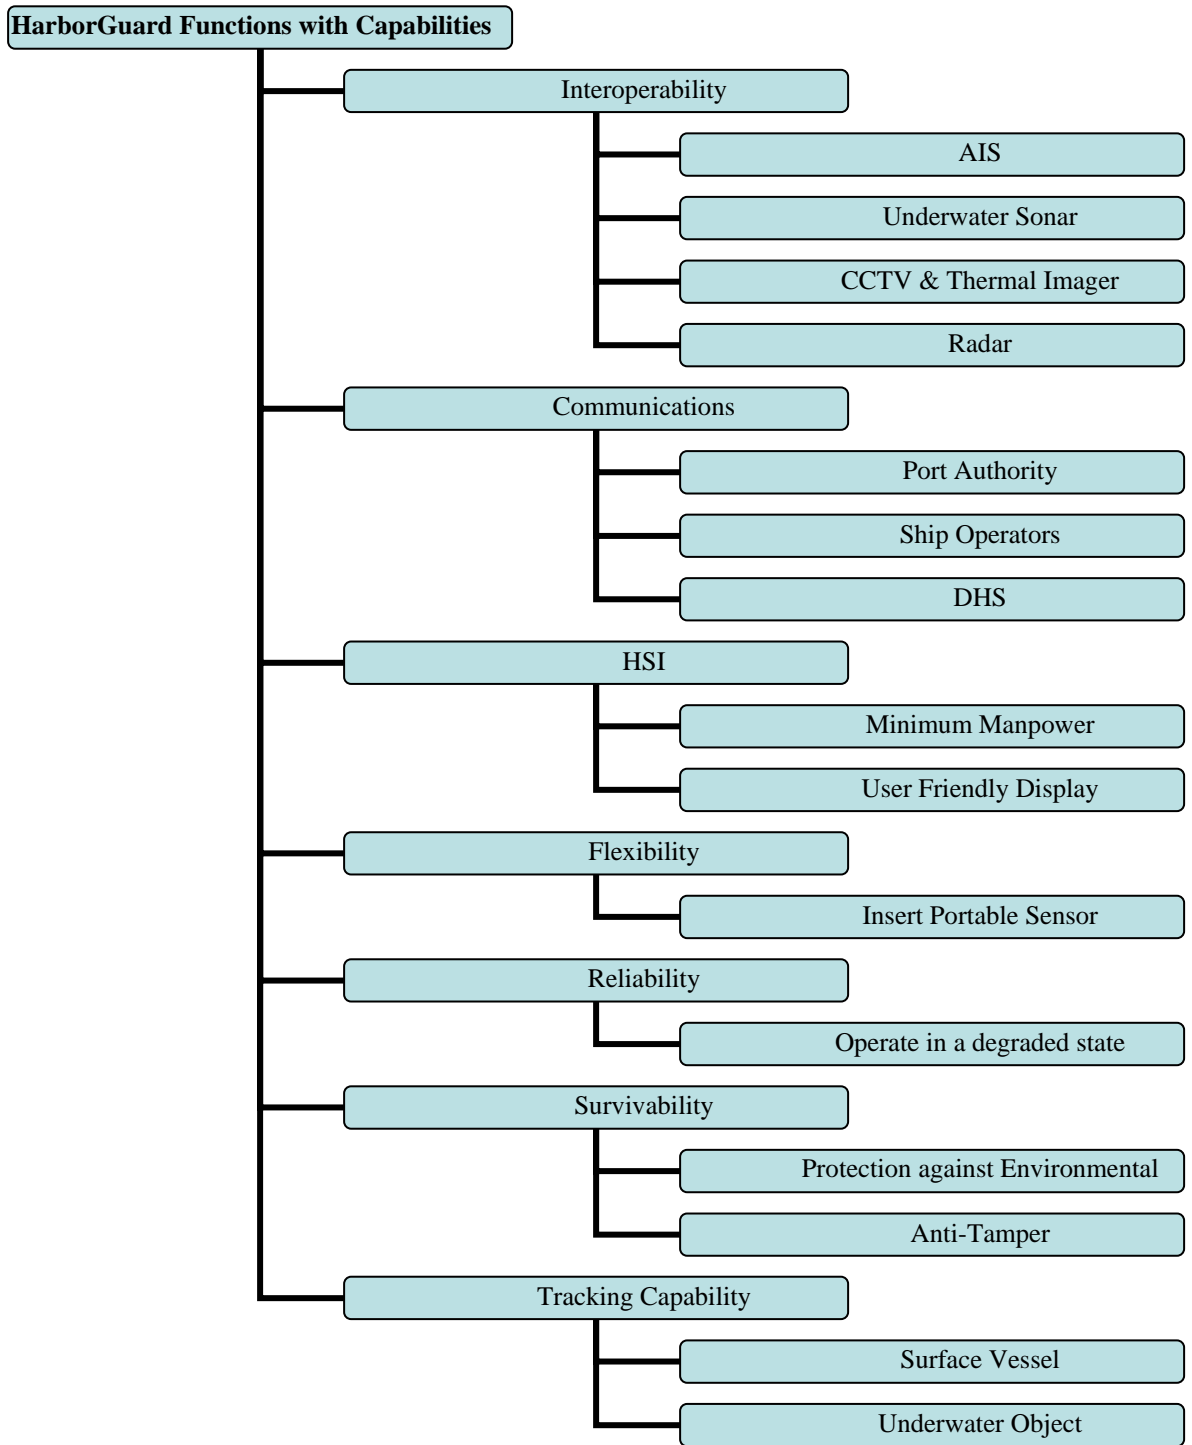 HarborGuard Functions with Capabilities
Interoperability
AIS
Underwater Sonar
CCTV & Thermal Imager
Radar
Communications
Port Authority
Ship Operators
DHS
HSI
Minimum Manpower
User Friendly Display
Flexibility
Insert Portable Sensor
Reliability
Operate in a degraded state
Survivability
Protection against Environmental
Anti-Tamper
Tracking Capability
Surface Vessel
Underwater Object